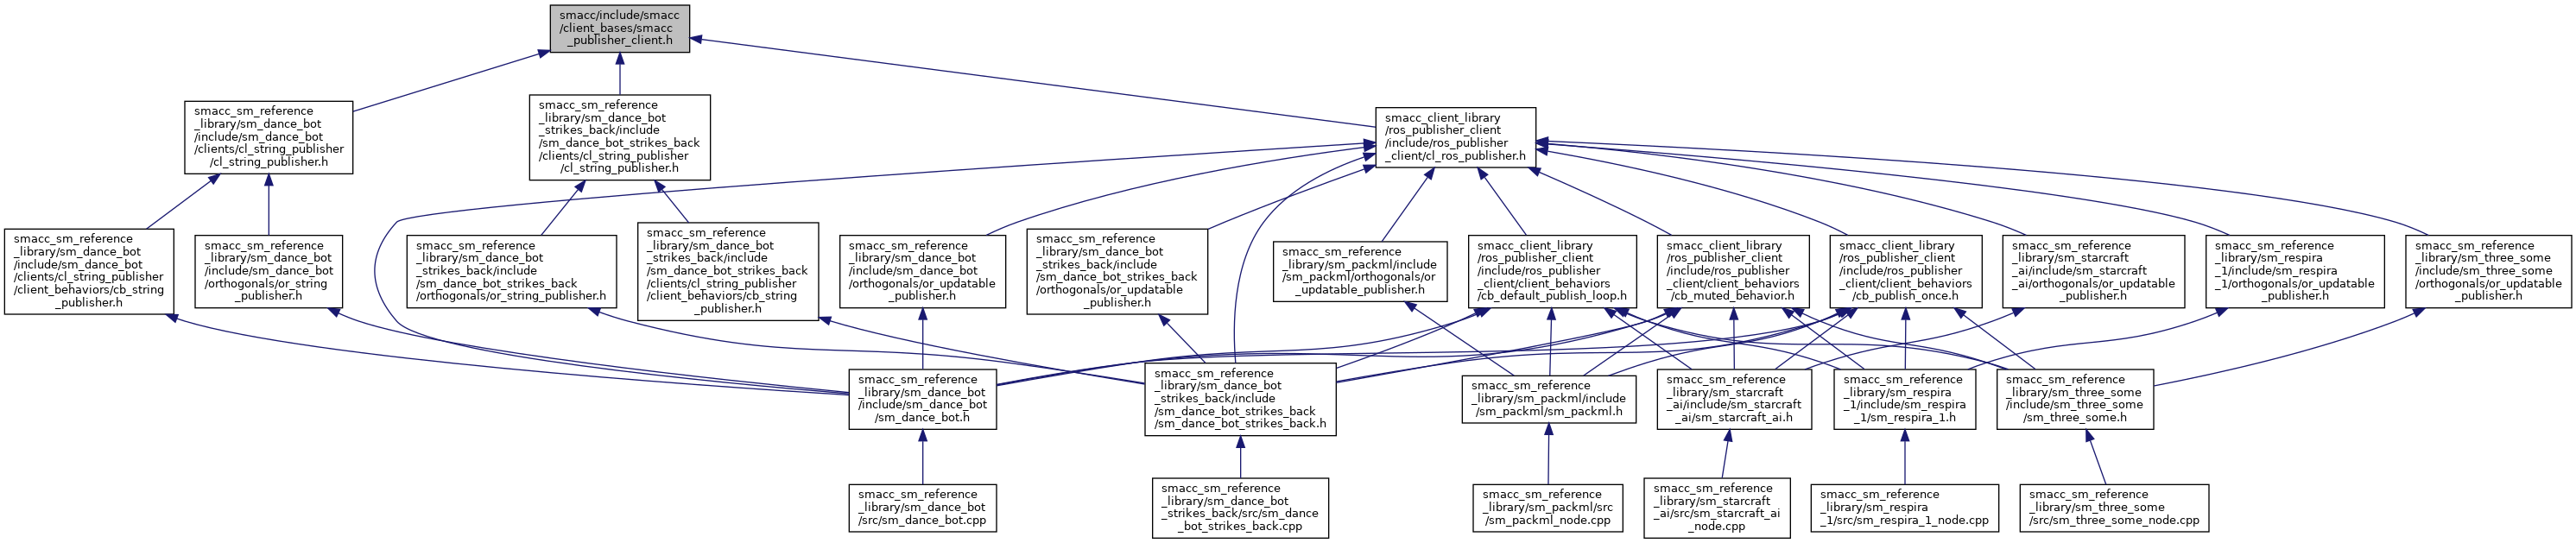 smacc/include/smacc
/client_bases/smacc
_publisher_client.h
smacc_sm_reference
_library/sm_dance_bot
/include/sm_dance_bot
/clients/cl_string_publisher
/cl_string_publisher.h
smacc_sm_reference
_library/sm_dance_bot
_strikes_back/include
/sm_dance_bot_strikes_back
/clients/cl_string_publisher
/cl_string_publisher.h
smacc_client_library
/ros_publisher_client
/include/ros_publisher
_client/cl_ros_publisher.h
smacc_sm_reference
_library/sm_dance_bot
/include/sm_dance_bot
/clients/cl_string_publisher
/client_behaviors/cb_string
_publisher.h
smacc_sm_reference
_library/sm_dance_bot
/include/sm_dance_bot
/orthogonals/or_string
_publisher.h
smacc_sm_reference
_library/sm_dance_bot
_strikes_back/include
/sm_dance_bot_strikes_back
/orthogonals/or_string_publisher.h
smacc_sm_reference
_library/sm_dance_bot
_strikes_back/include
/sm_dance_bot_strikes_back
/clients/cl_string_publisher
/client_behaviors/cb_string
_publisher.h
smacc_sm_reference
_library/sm_dance_bot
/include/sm_dance_bot
/orthogonals/or_updatable
_publisher.h
smacc_sm_reference
_library/sm_dance_bot
_strikes_back/include
/sm_dance_bot_strikes_back
/orthogonals/or_updatable
_publisher.h
smacc_sm_reference
_library/sm_packml/include
/sm_packml/orthogonals/or
_updatable_publisher.h
smacc_client_library
/ros_publisher_client
/include/ros_publisher
_client/client_behaviors
/cb_default_publish_loop.h
smacc_client_library
/ros_publisher_client
/include/ros_publisher
_client/client_behaviors
/cb_muted_behavior.h
smacc_client_library
/ros_publisher_client
/include/ros_publisher
_client/client_behaviors
/cb_publish_once.h
smacc_sm_reference
_library/sm_starcraft
_ai/include/sm_starcraft
_ai/orthogonals/or_updatable
_publisher.h
smacc_sm_reference
_library/sm_respira
_1/include/sm_respira
_1/orthogonals/or_updatable
_publisher.h
smacc_sm_reference
_library/sm_three_some
/include/sm_three_some
/orthogonals/or_updatable
_publisher.h
smacc_sm_reference
_library/sm_dance_bot
/include/sm_dance_bot
/sm_dance_bot.h
smacc_sm_reference
_library/sm_dance_bot
_strikes_back/include
/sm_dance_bot_strikes_back
/sm_dance_bot_strikes_back.h
smacc_sm_reference
_library/sm_packml/include
/sm_packml/sm_packml.h
smacc_sm_reference
_library/sm_starcraft
_ai/include/sm_starcraft
_ai/sm_starcraft_ai.h
smacc_sm_reference
_library/sm_respira
_1/include/sm_respira
_1/sm_respira_1.h
smacc_sm_reference
_library/sm_three_some
/include/sm_three_some
/sm_three_some.h
smacc_sm_reference
_library/sm_dance_bot
/src/sm_dance_bot.cpp
smacc_sm_reference
_library/sm_dance_bot
_strikes_back/src/sm_dance
_bot_strikes_back.cpp
smacc_sm_reference
_library/sm_packml/src
/sm_packml_node.cpp
smacc_sm_reference
_library/sm_starcraft
_ai/src/sm_starcraft_ai
_node.cpp
smacc_sm_reference
_library/sm_respira
_1/src/sm_respira_1_node.cpp
smacc_sm_reference
_library/sm_three_some
/src/sm_three_some_node.cpp